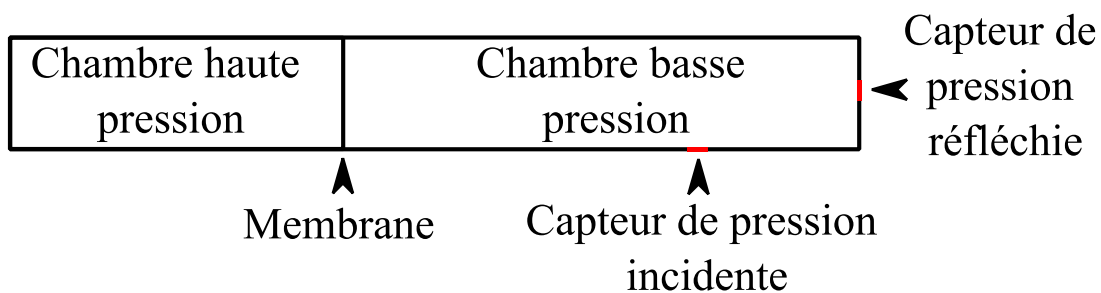 Chambre haute
pression
Chambre basse
pression
Capteur de
pression
réfléchie
Membrane
Capteur de pression
incidente